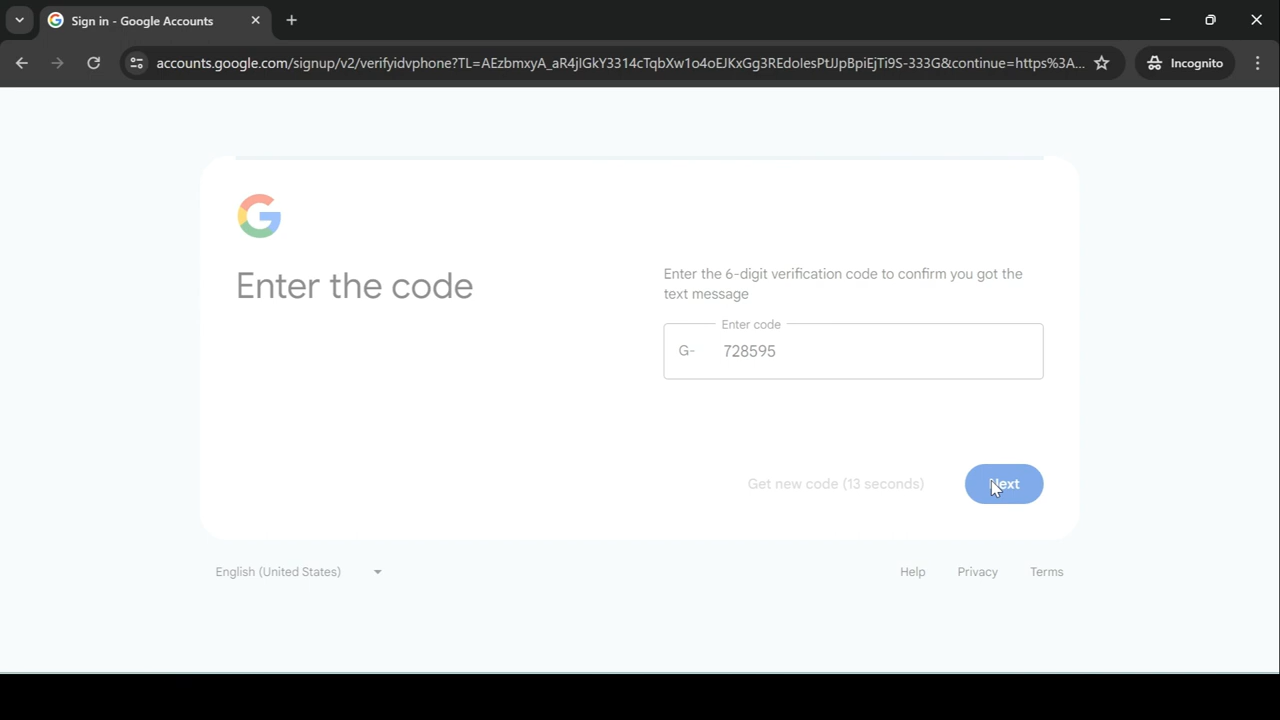 Sign in - Google Accounts
accounts.google.com/signup/v2/verifyidvphone?TL=AEzbmxyA_aR4jlGkY3314cTqbXw1o4oEJKxGg3REdolesPtJJpBpiEjTi9S-333G&continue=https%3A...
Incognito
Enter the code
Enter the 6-digit verification code to confirm you got the
text message
Enter code
G- 728595
Get new code (13 seconds)
Next
English (United States)
Help Privacy Terms